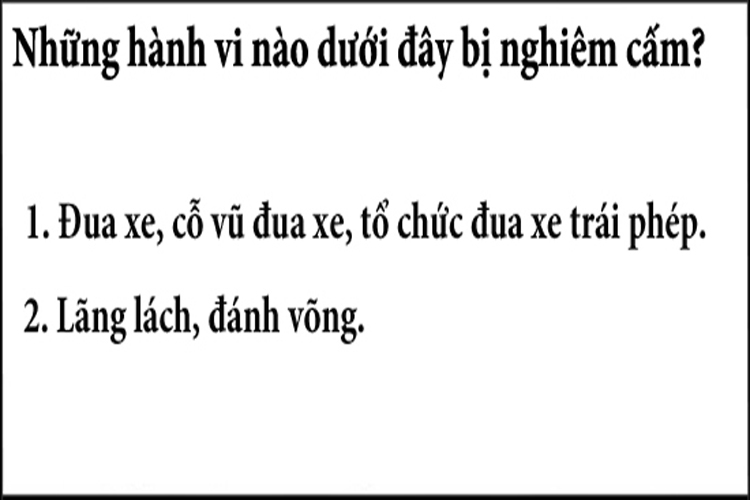 Những hành vi nào dưới đây bị nghiêm cấm?
1. Đua xe, cỗ vũ đua xe, tổ chức đua xe trái phép.
2. Lãng lách, đánh võng.